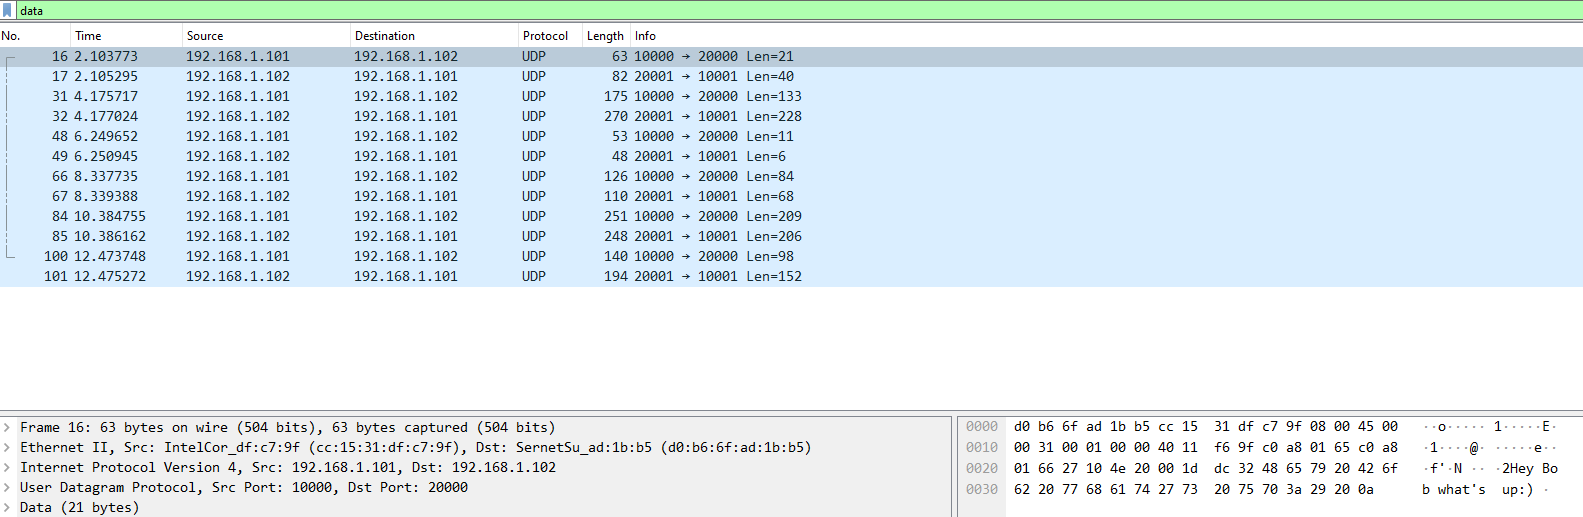 data
No. Time Source Destination Protocol Length Info
16 2.103773 192.168.1.101 192.168.1.102 UDP 63 10000 → 20000 Len=21
17 2.105295 192.168.1.102 192.168.1.101 UDP 82 20001 → 10001 Len=40
31 4.175717 192.168.1.101 192.168.1.102 UDP 175 10000 → 20000 Len=133
32 4.177024 192.168.1.102 192.168.1.101 UDP 270 20001 → 10001 Len=228
48 6.249652 192.168.1.101 192.168.1.102 UDP 53 10000 → 20000 Len=11
49 6.250945 192.168.1.102 192.168.1.101 UDP 48 20001 → 10001 Len=6
66 8.337735 192.168.1.101 192.168.1.102 UDP 126 10000 → 20000 Len=84
67 8.339388 192.168.1.102 192.168.1.101 UDP 110 20001 → 10001 Len=68
84 10.384755 192.168.1.101 192.168.1.102 UDP 251 10000 → 20000 Len=209
85 10.386162 192.168.1.102 192.168.1.101 UDP 248 20001 → 10001 Len=206
100 12.473748 192.168.1.101 192.168.1.102 UDP 140 10000 → 20000 Len=98
101 12.475272 192.168.1.102 192.168.1.101 UDP 194 20001 → 10001 Len=152
Frame 16: 63 bytes on wire (504 bits), 63 bytes captured (504 bits)
Ethernet II, Src: IntelCor_df:c7:9f (cc:15:31:df:c7:9f), Dst: SernetSu_ad:1b:b5 (d0:b6:6f:ad:1b:b5)
Internet Protocol Version 4, Src: 192.168.1.101, Dst: 192.168.1.102
User Datagram Protocol, Src Port: 10000, Dst Port: 20000
Data (21 bytes)
0000 d0 b6 6f ad 1b b5 cc 15 31 df c7 9f 08 00 45 00 ··o····· 1·····E·
0010 00 31 00 01 00 00 40 11 f6 9f c0 a8 01 65 c0 a8 ·1····@· ·····e··
0020 01 66 27 10 4e 20 00 1d dc 32 48 65 79 20 42 6f ·f'·N ·· ·2Hey Bo
0030 62 20 77 68 61 74 27 73 20 75 70 3a 29 20 0a b what's up:) ·